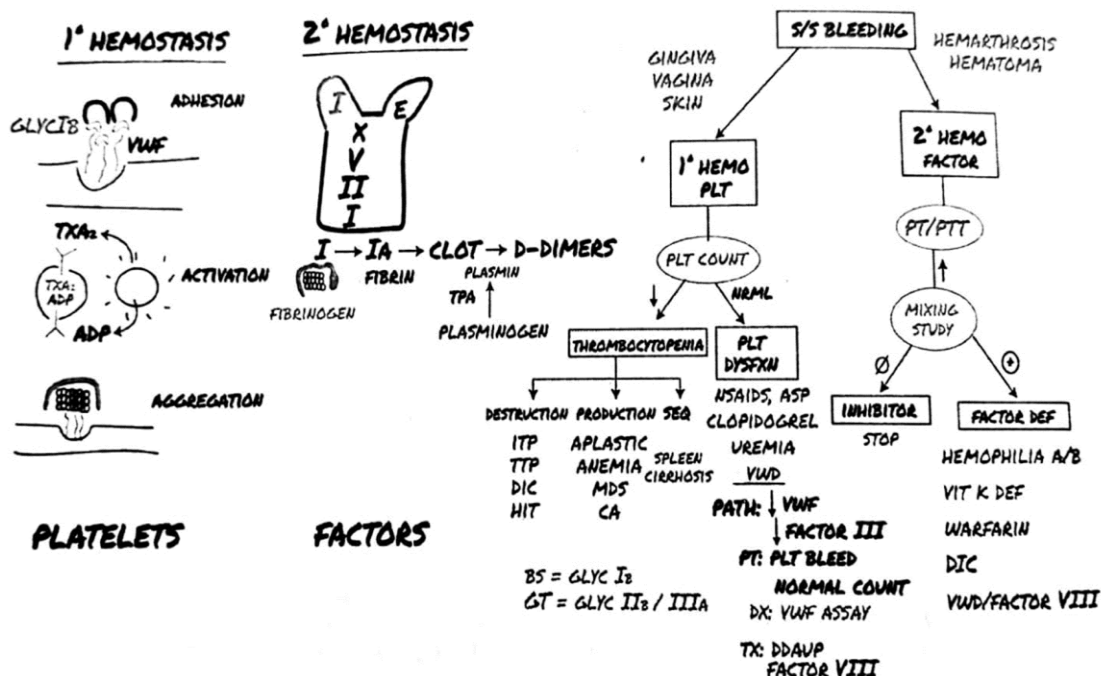 1° HEMOSTASIS
ADHESION
GLYCIB
VWF
TXA2
ACTIVATION
TXA2
ADP
ADP
AGGREGATION
PLATELETS
2° HEMOSTASIS
I
E
X
V
II
I
I → IA → CLOT → D-DIMERS
FIBRINOGEN
FIBRIN
PLASMIN
TPA
PLASMINOGEN
FACTORS
S/S BLEEDING
GINGIVA
VAGINA
SKIN
HEMARTHROSIS
HEMATOMA
1° HEMO
PLT
PLT COUNT
↓
NRML
THROMBOCYTOPENIA
DESTRUCTION
ITP
TTP
DIC
HIT
PRODUCTION
APLASTIC
ANEMIA
MDS
CA
SEQ
SPLEEN
CIRRHOSIS
PLT
DYSFXN
NSAIDS, ASP
CLOPIDOGREL
UREMIA
VWD
PATH: ↓ VWF
↓ FACTOR III
PT: PLT BLEED
NORMAL COUNT
DX: VWF ASSAY
TX: DDAUP
FACTOR VIII
BS = GLYC IB
GT = GLYC IIB / IIIA
2° HEMO
FACTOR
PT/PTT
↑
MIXING
STUDY
Ø
+
INHIBITOR
STOP
FACTOR DEF
HEMOPHILIA A/B
VIT K DEF
WARFARIN
DIC
VWD/FACTOR VIII